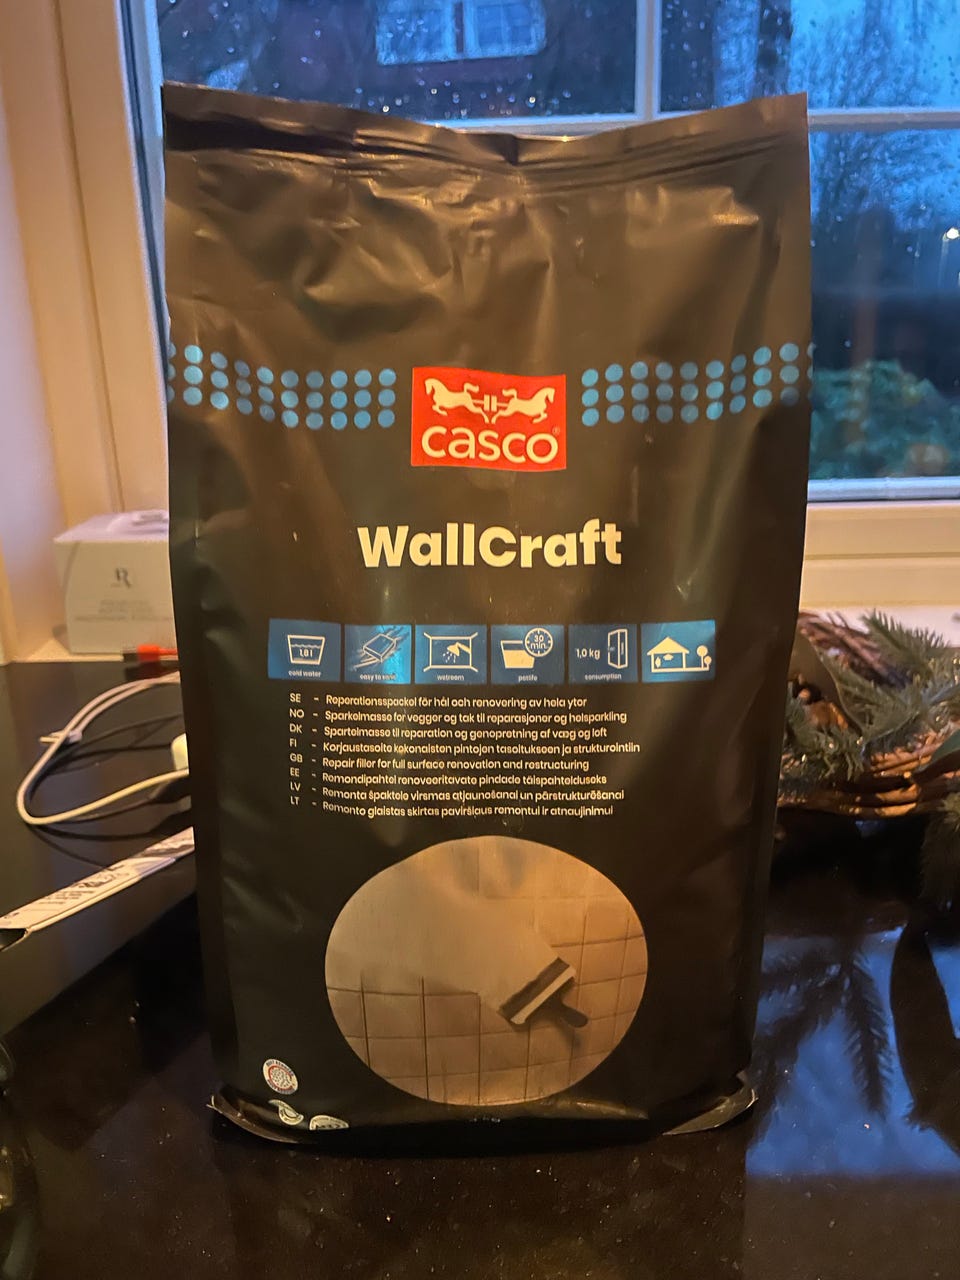 casco®
WallCraft
1,8 l
cold water
easy to sand
wetroom
30 min.
potlife
1,0 kg
consumption
SE - Reparationsspackel för hål och renovering av hela ytor
NO - Sparkelmasse for vegger og tak til reparasjoner og helsparkling
DK - Spartelmasse til reparation og genopretning af væg og loft
FI - Korjaustasoite kokonaisten pintojen tasoitukseen ja strukturointiin
GB - Repair filler for full surface renovation and restructuring
EE - Remondipahtel renoveeritavate pindade täispahtelduseks
LV - Remonta špaktele virsmas atjaunošanai un pārstrukturēšanai
LT - Remonto glaistas skirtas paviršiaus remontui ir atnaujinimui